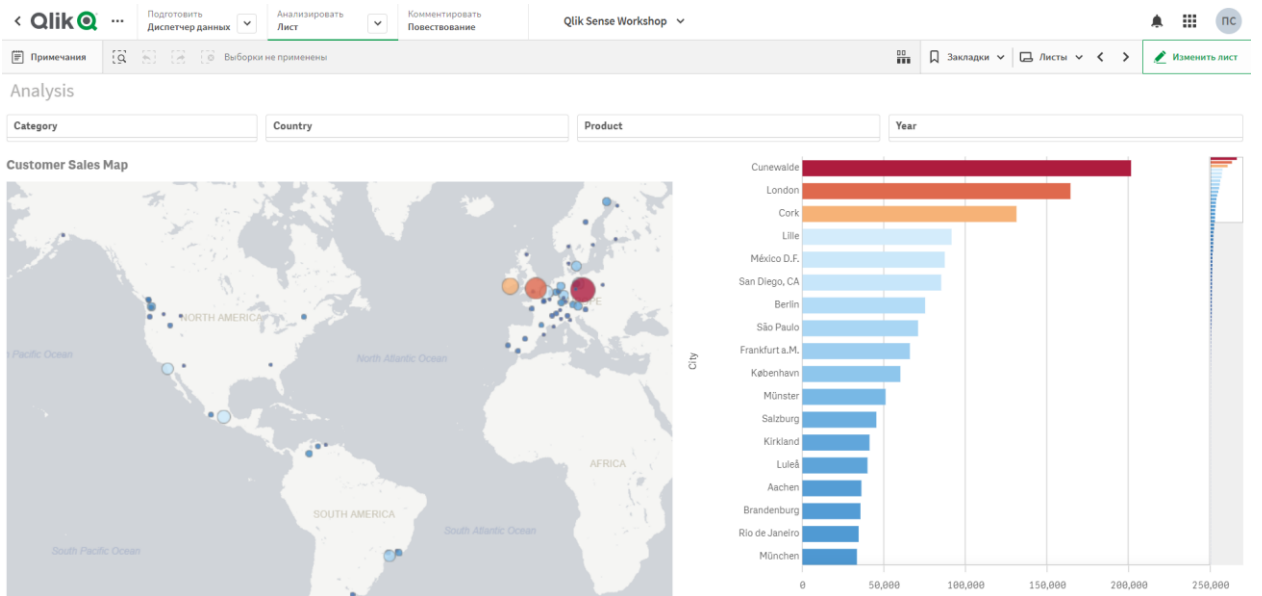 Qlik
Подготовить
Диспетчер данных
Анализировать
Лист
Комментировать
Повествование
Qlik Sense Workshop
ПС
Примечания
Выборки не применены
Закладки
Листы
Изменить лист
Analysis
Category
Country
Product
Year
Customer Sales Map
NORTH AMERICA
Pacific Ocean
North Atlantic Ocean
AFRICA
SOUTH AMERICA
South Atlantic Ocean
South Pacific Ocean
City
Cunewalde
London
Cork
Lille
México D.F.
San Diego, CA
Berlin
São Paulo
Frankfurt a.M.
København
Münster
Salzburg
Kirkland
Luleå
Aachen
Brandenburg
Rio de Janeiro
München
0
50,000
100,000
150,000
200,000
250,000